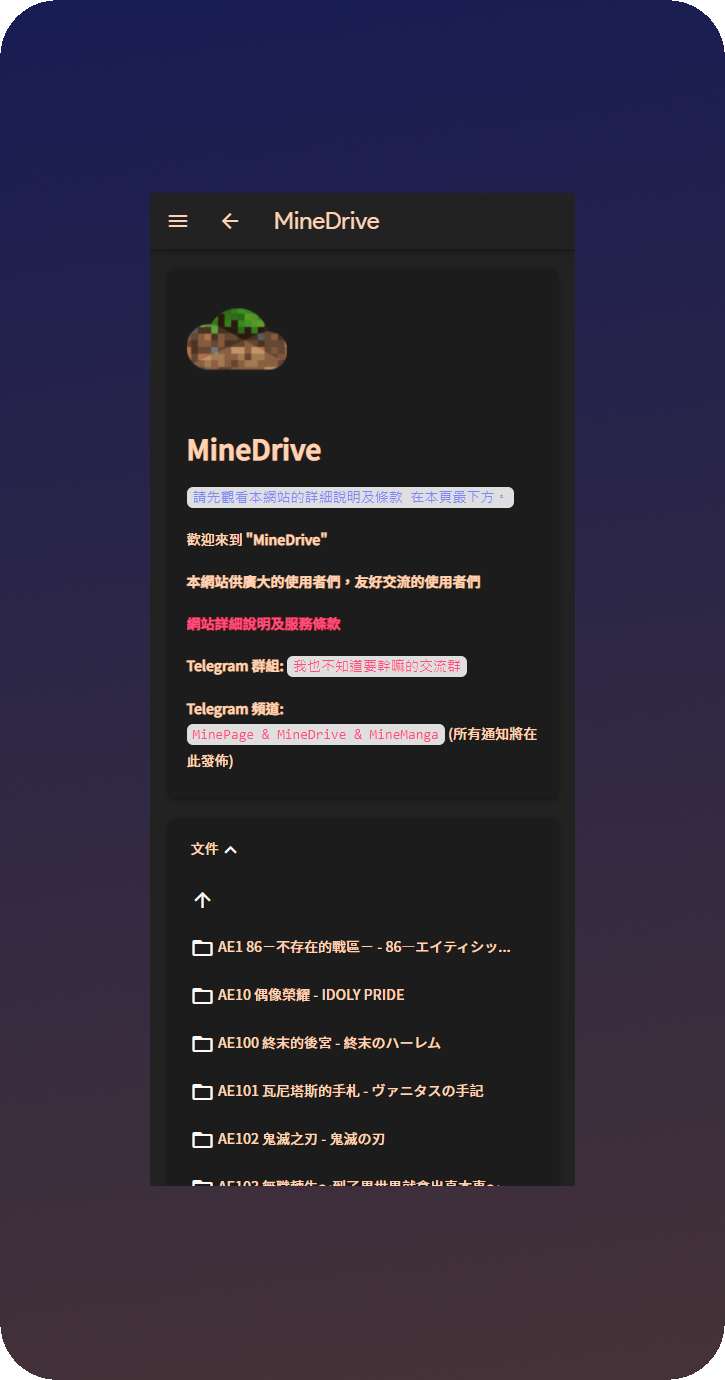 MineDrive
MineDrive
請先觀看本網站的詳細說明及條款 在本頁最下方。
歡迎來到 "MineDrive"
本網站供廣大的使用者們，友好交流的使用者們
網站詳細說明及服務條款
Telegram 群組: 我也不知道要幹嘛的交流群
Telegram 頻道:
MinePage & MineDrive & MineManga (所有通知將在
此發佈)
文件
AE1 86－不存在的戰區－ - 86―エイティシッ...
AE10 偶像榮耀 - IDOLY PRIDE
AE100 終末的後宮 - 終末のハーレム
AE101 瓦尼塔斯的手札 - ヴァニタスの手記
AE102 鬼滅之刃 - 鬼滅の刃